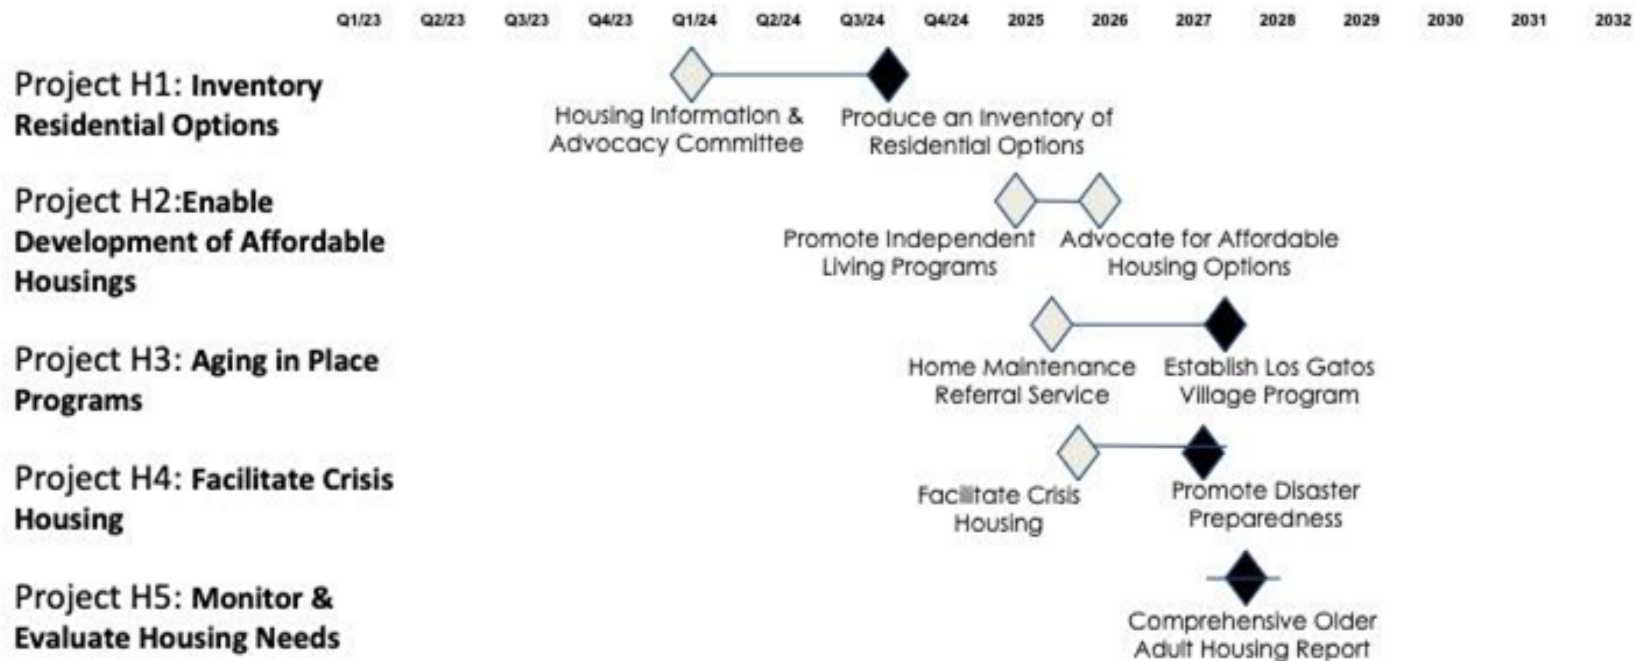 Q1/23 Q2/23 Q3/23 Q4/23 Q1/24 Q2/24 Q3/24 Q4/24 2025 2026 2027 2028 2029 2030 2031 2032
Project H1: Inventory
Residential Options
Housing Information &
Advocacy Committee
Produce an Inventory of
Residential Options
Project H2:Enable
Development of Affordable
Housings
Promote Independent
Living Programs
Advocate for Affordable
Housing Options
Project H3: Aging in Place
Programs
Home Maintenance
Referral Service
Establish Los Gatos
Village Program
Project H4: Facilitate Crisis
Housing
Facilitate Crisis
Housing
Promote Disaster
Preparedness
Project H5: Monitor &
Evaluate Housing Needs
Comprehensive Older
Adult Housing Report